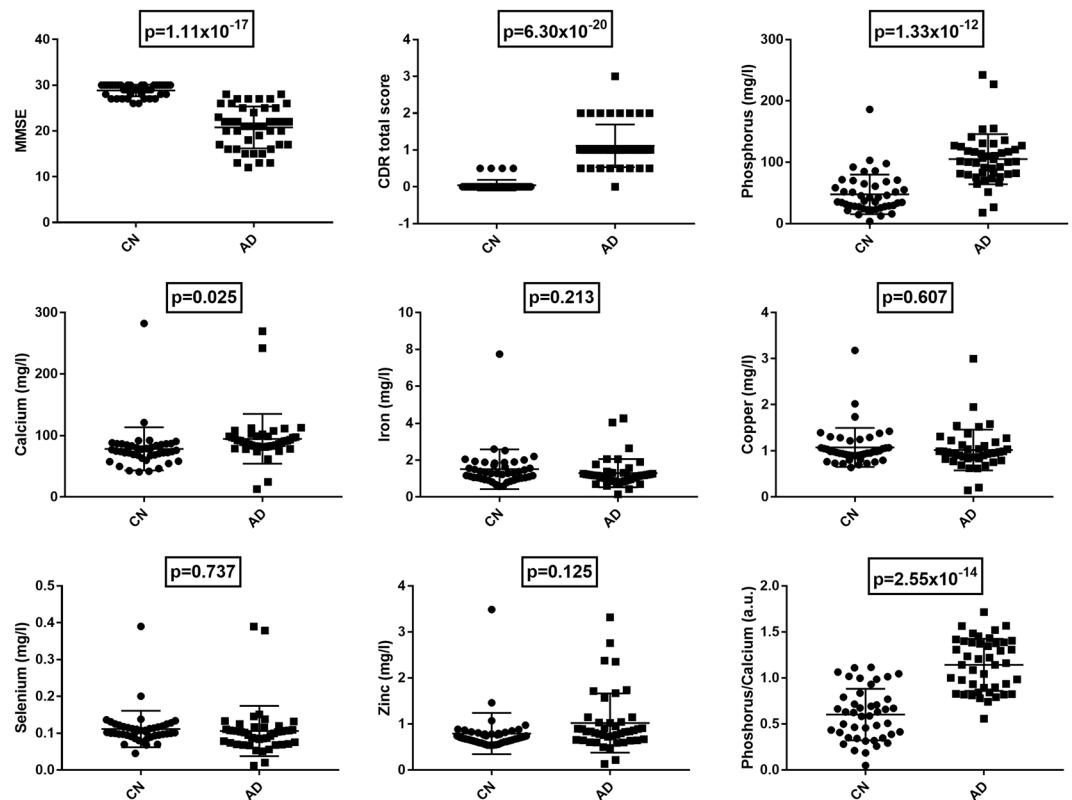 p=1.11x10-17
MMSE
40
30
20
10
0
CN
AD
p=6.30x10-20
CDR total score
4
3
2
1
0
-1
CN
AD
p=1.33x10-12
Phosphorus (mg/l)
300
200
100
0
CN
AD
p=0.025
Calcium (mg/l)
300
200
100
0
CN
AD
p=0.213
Iron (mg/l)
10
8
6
4
2
0
CN
AD
p=0.607
Copper (mg/l)
4
3
2
1
0
CN
AD
p=0.737
Selenium (mg/l)
0.5
0.4
0.3
0.2
0.1
0.0
CN
AD
p=0.125
Zinc (mg/l)
4
3
2
1
0
CN
AD
p=2.55x10-14
Phoshorus/Calcium (a.u.)
2.0
1.5
1.0
0.5
0.0
CN
AD